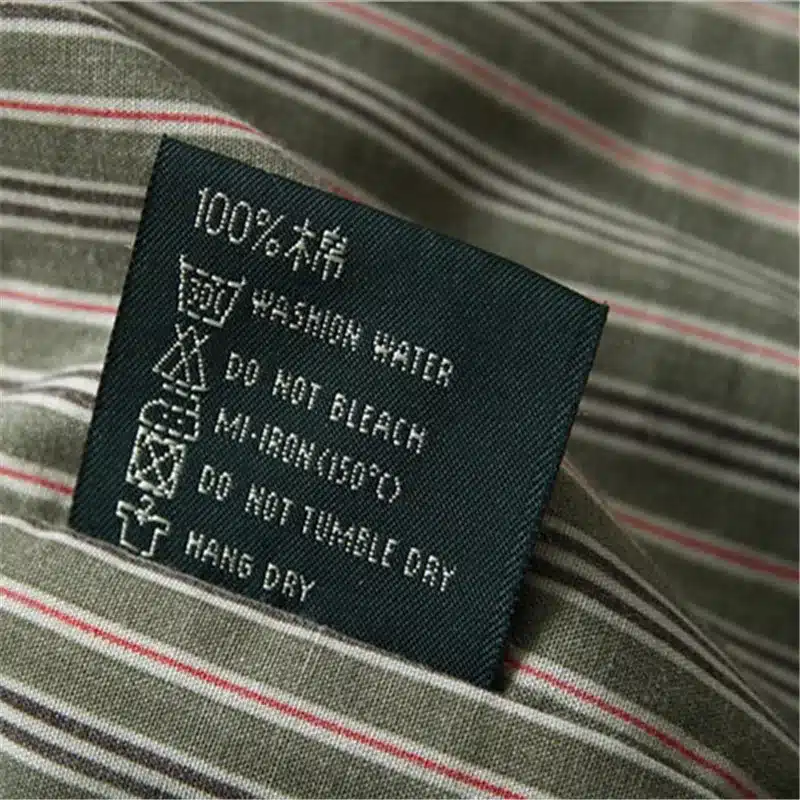 100%棉
WASHION WATER
DO NOT BLEACH
MI-IRON(150℃)
DO NOT TUMBLE DRY
HANG DRY